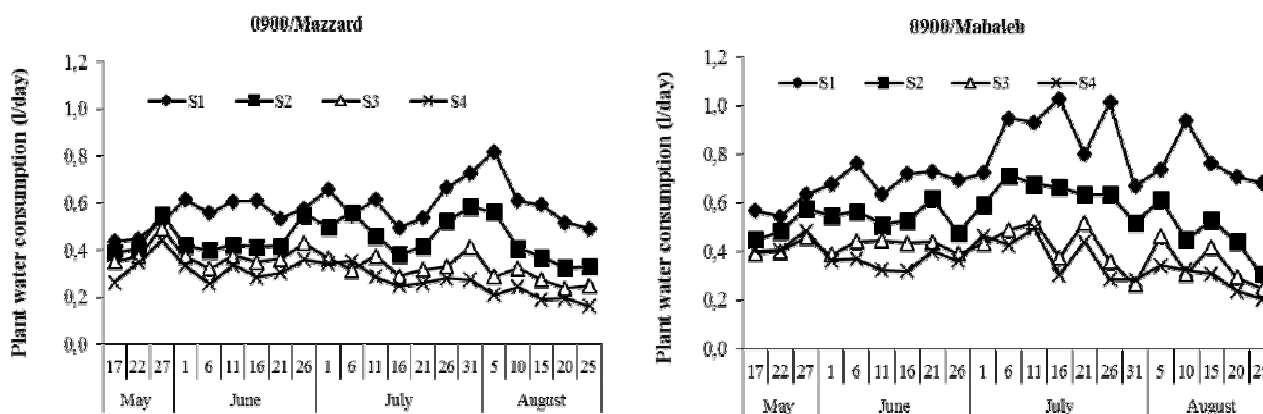 0900/Mazzard
Plant water consumption (l/day)
1,2
1,0
0,8
0,6
0,4
0,2
0,0
S1 S2 S3 S4
17 22 27 1 6 11 16 21 26 1 6 11 16 21 26 31 5 10 15 20 25
May June July August
0900/Mahaleb
Plant water consumption (l/day)
1,2
1,0
0,8
0,6
0,4
0,2
0,0
S1 S2 S3 S4
17 22 27 1 6 11 16 21 26 1 6 11 16 21 26 31 5 10 15 20
May June July August